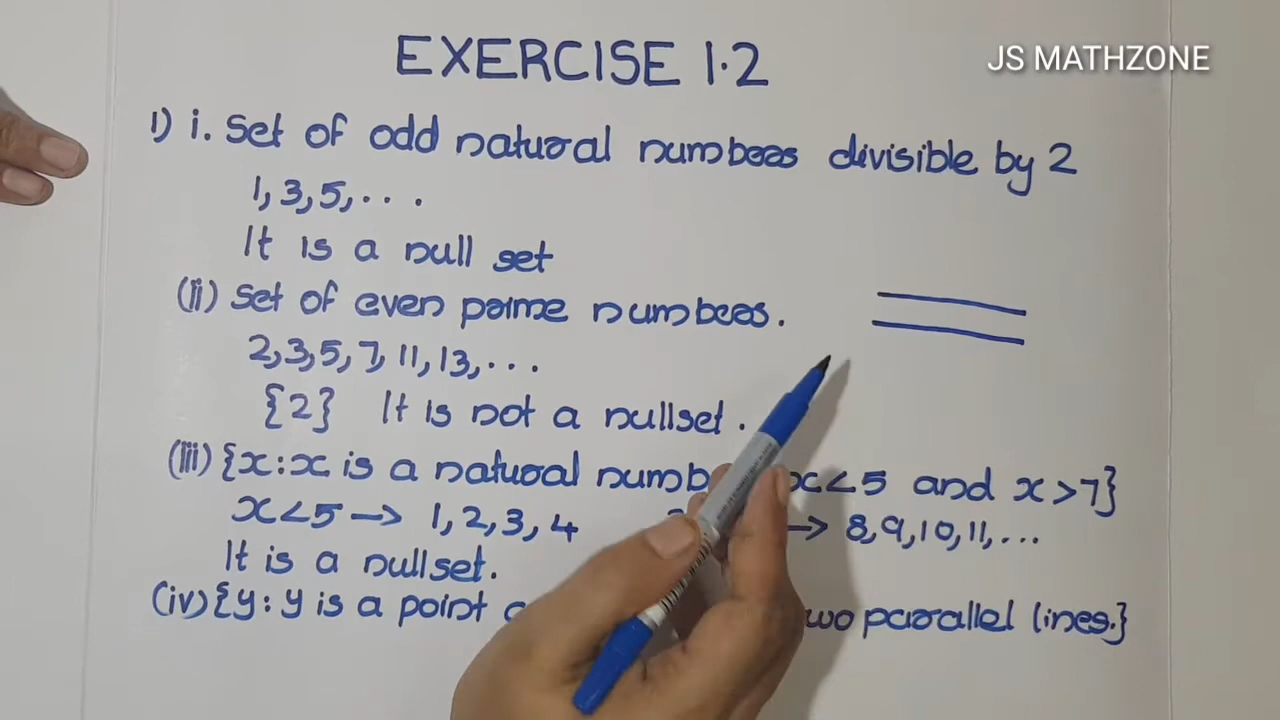 EXERCISE 1.2
JS MATHZONE
1) i. Set of odd natural numbers divisible by 2
1, 3, 5, . . .
It is a null set
(ii) Set of even prime numbers.
2, 3, 5, 7, 11, 13, . . .
{2} It is not a nullset.
(iii) {x : x is a natural numb x < 5 and x > 7}
x < 5 → 1, 2, 3, 4 → 8, 9, 10, 11, ...
It is a nullset.
(iv) {y : y is a point parallel lines.}